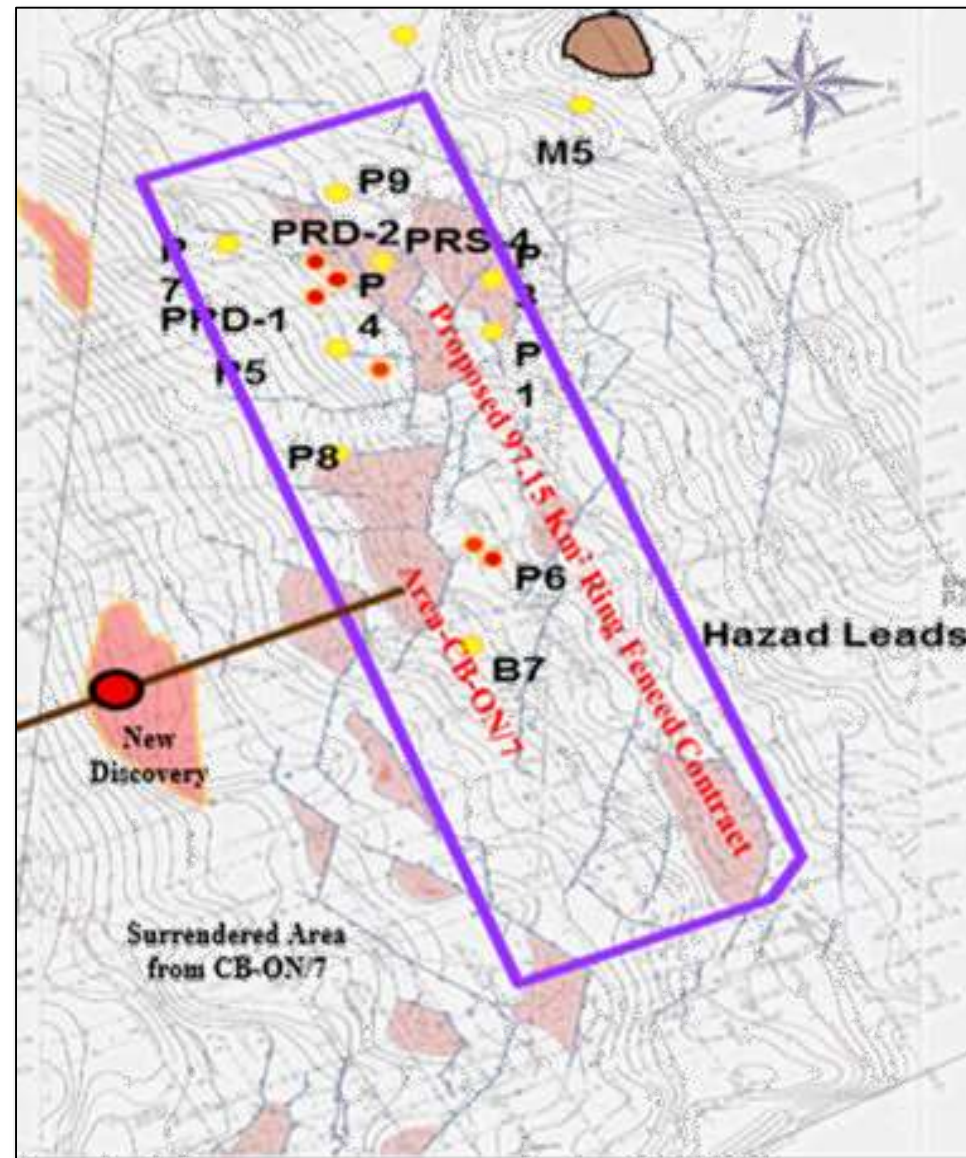 M5
P9
PRD-2
PRS-4
P
7
P
3
P
4
PRD-1
P
1
P5
P8
Proposed 97.15 Km² Ring Fenced Contract
Area-CB-ON/7
P6
Hazad Leads
B7
New
Discovery
Surrendered Area
from CB-ON/7